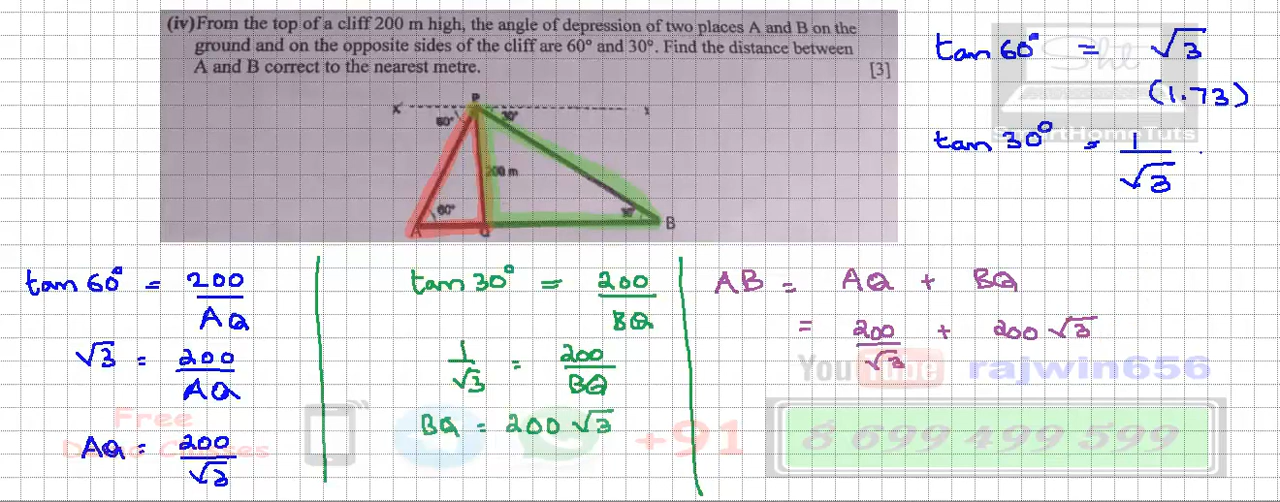 (iv)From the top of a cliff 200 m high, the angle of depression of two places A and B on the
ground and on the opposite sides of the cliff are 60° and 30°. Find the distance between
A and B correct to the nearest metre.
[3]
P
X
60°
30°
200 m
60°
30°
A
Q
B
tan 60° = √3
(1.73)
tan 30° = 1/√3
SmartHomeTuts
tan 60° = 200/AQ
√3 = 200/AQ
AQ = 200/√3
tan 30° = 200/BQ
1/√3 = 200/BQ
BQ = 200 √3
AB = AQ + BQ
= 200/√3 + 200 √3
YouTube rajwin656
Free
+91 8 699 499 599